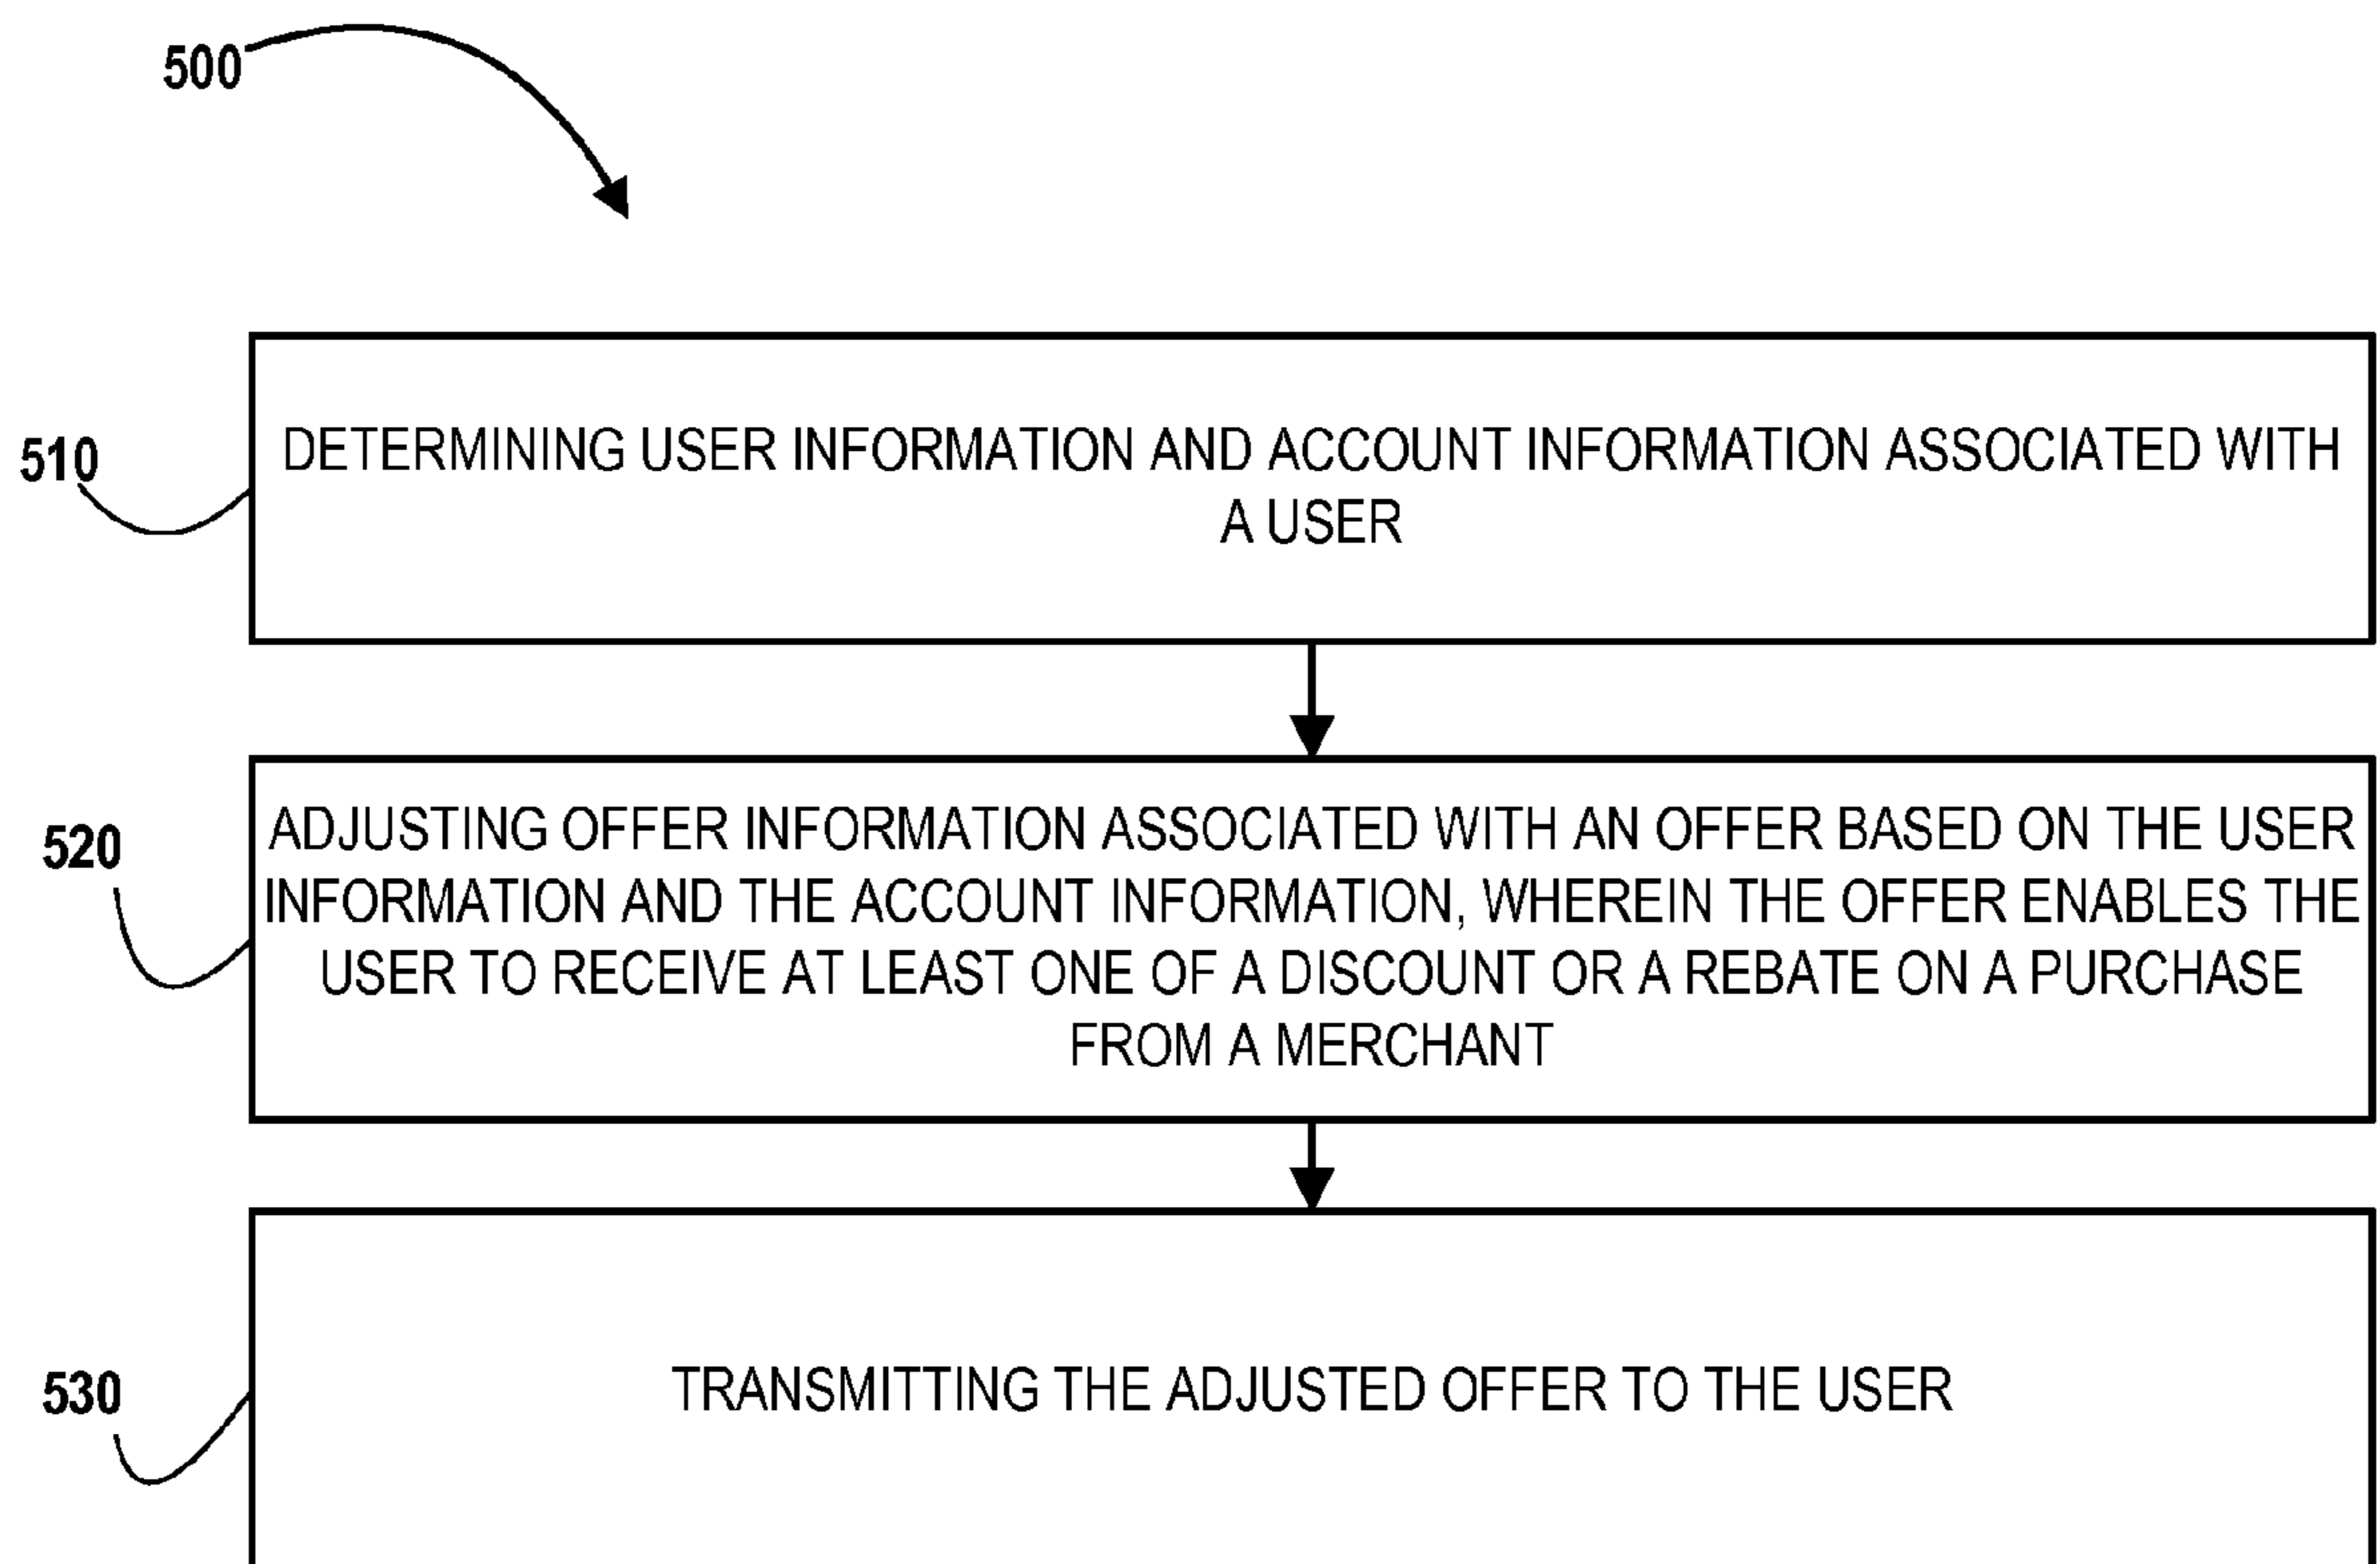 500
510
DETERMINING USER INFORMATION AND ACCOUNT INFORMATION ASSOCIATED WITH
A USER
520
ADJUSTING OFFER INFORMATION ASSOCIATED WITH AN OFFER BASED ON THE USER
INFORMATION AND THE ACCOUNT INFORMATION, WHEREIN THE OFFER ENABLES THE
USER TO RECEIVE AT LEAST ONE OF A DISCOUNT OR A REBATE ON A PURCHASE
FROM A MERCHANT
530
TRANSMITTING THE ADJUSTED OFFER TO THE USER